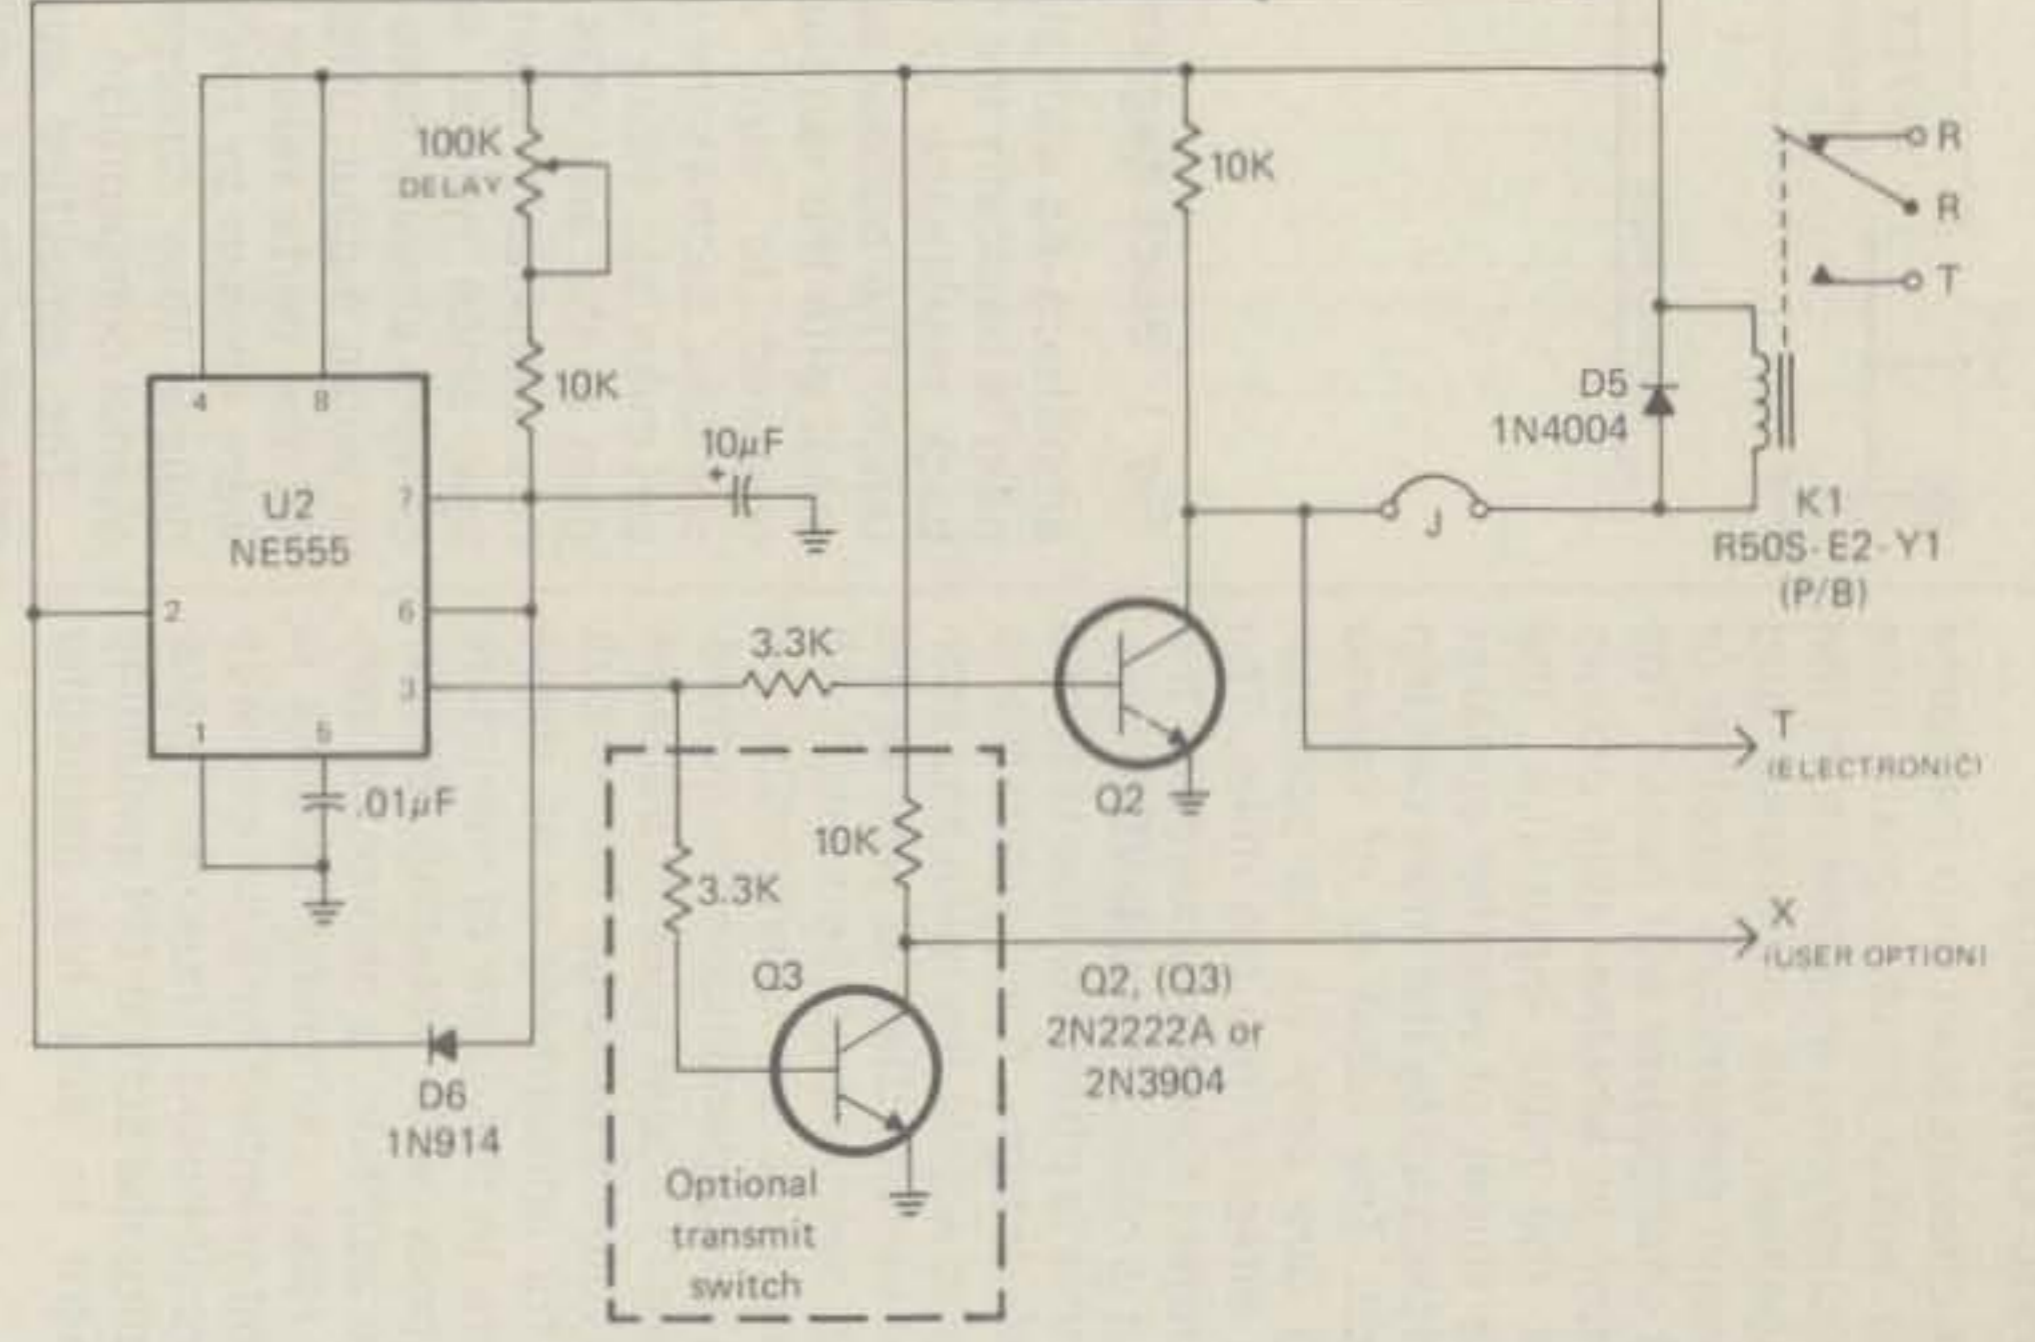 100K
DELAY
10K
R
R
T
4
8
10K
D5
1N4004
10µF
+
7
U2
NE555
J
K1
R50S-E2-Y1
(P/B)
2
6
3.3K
3
T
(ELECTRONIC)
1
5
.01µF
Q2
10K
3.3K
X
(USER OPTION)
Q3
Q2, (Q3)
2N2222A or
2N3904
D6
1N914
Optional
transmit
switch